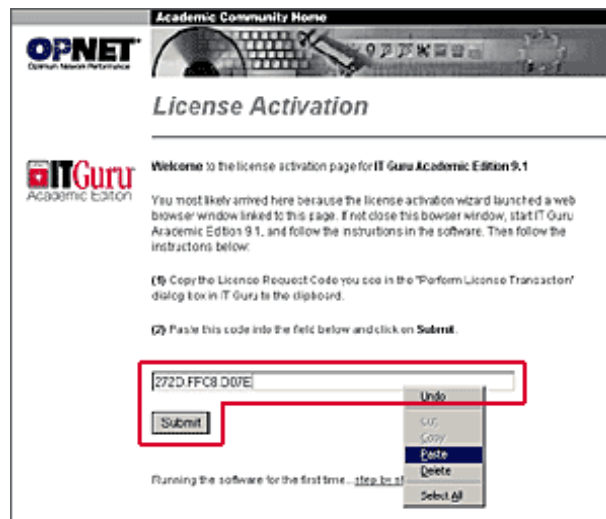 Academic Community Home
OPNET
Optimum Network Performance
License Activation
ITGuru
Academic Edition
Welcome to the license activation page for IT Guru Academic Edition 9.1
You most likely arrived here because the license activation wizard launched a web
browser window linked to this page. If not close this bowser window, start IT Guru
Academic Edition 9.1, and follow the instructions in the software. Then follow the
instructions below:
(1) Copy the License Request Code you see in the "Perform License Transaction"
dialog box in IT Guru to the clipboard.
(2) Paste this code into the field below and click on Submit.
272D.FFC8.D07E
Undo
Submit
Cut
Copy
Paste
Delete
Running the software for the first time...step by st
Select All